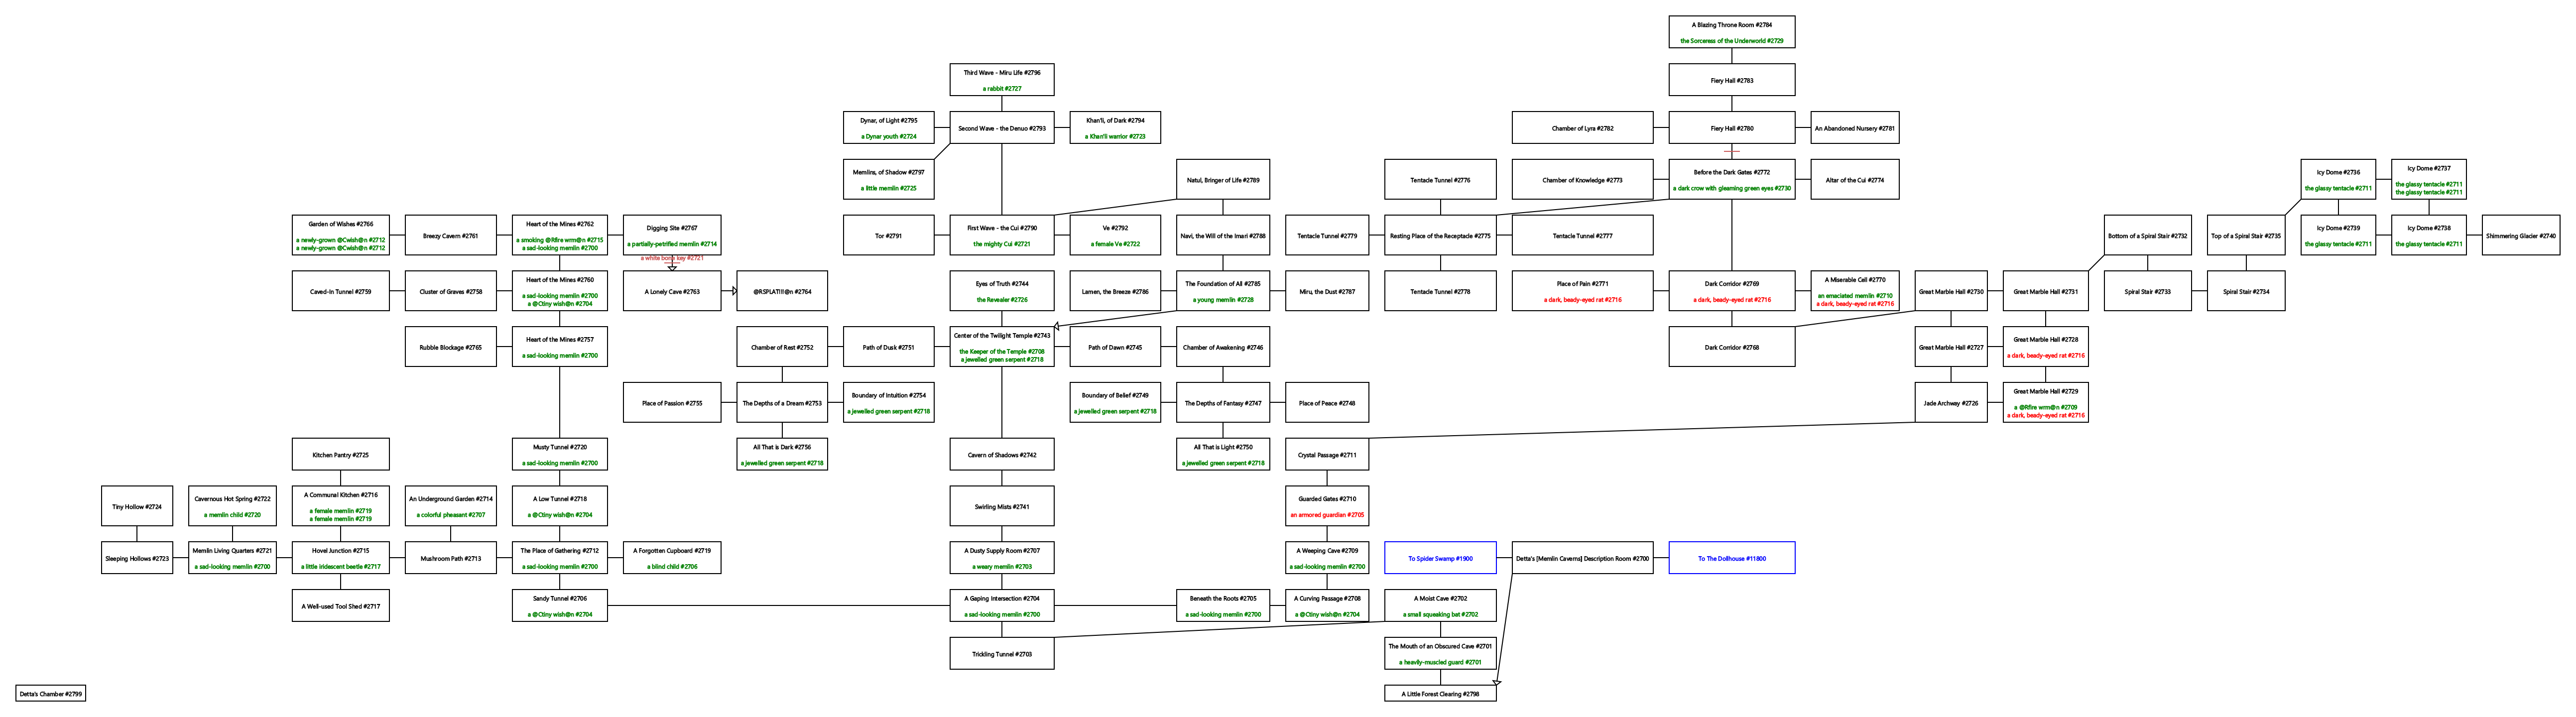 A Blazing Throne Room #2784
the Sorceress of the Underworld #2729
Third Wave - Miru Life #2796
a rabbit #2727
Fiery Hall #2783
Dynar, of Light #2795
a Dynar youth #2724
Second Wave - the Denuo #2793
Khan'li, of Dark #2794
a Khan'li warrior #2723
Chamber of Lyra #2782
Fiery Hall #2780
An Abandoned Nursery #2781
Memlins, of Shadow #2797
a little memlin #2725
Natul, Bringer of Life #2789
Tentacle Tunnel #2776
Chamber of Knowledge #2773
Before the Dark Gates #2772
a dark crow with gleaming green eyes #2730
Altar of the Cui #2774
Icy Dome #2736
the glassy tentacle #2711
Icy Dome #2737
the glassy tentacle #2711
the glassy tentacle #2711
Garden of Wishes #2766
a newly-grown @Cwish@n #2712
a newly-grown @Cwish@n #2712
Breezy Cavern #2761
Heart of the Mines #2762
a smoking @Rfire wrm@n #2715
a sad-looking memlin #2700
Digging Site #2767
a partially-petrified memlin #2714
Tor #2791
First Wave - the Cui #2790
the mighty Cui #2721
Ve #2792
a female Ve #2722
Navi, the Will of the Imari #2788
Tentacle Tunnel #2779
Resting Place of the Receptacle #2775
Tentacle Tunnel #2777
Bottom of a Spiral Stair #2732
Top of a Spiral Stair #2735
Icy Dome #2739
the glassy tentacle #2711
Icy Dome #2738
the glassy tentacle #2711
Shimmering Glacier #2740
a white bone key #2721
Caved-In Tunnel #2759
Cluster of Graves #2758
Heart of the Mines #2760
a sad-looking memlin #2700
a @Ctiny wish@n #2704
A Lonely Cave #2763
@RSPLAT!!!@n #2764
Eyes of Truth #2744
the Revealer #2726
Lamen, the Breeze #2786
The Foundation of All #2785
a young memlin #2728
Miru, the Dust #2787
Tentacle Tunnel #2778
Place of Pain #2771
a dark, beady-eyed rat #2716
Dark Corridor #2769
a dark, beady-eyed rat #2716
A Miserable Cell #2770
an emaciated memlin #2710
a dark, beady-eyed rat #2716
Great Marble Hall #2730
Great Marble Hall #2731
Spiral Stair #2733
Spiral Stair #2734
Rubble Blockage #2765
Heart of the Mines #2757
a sad-looking memlin #2700
Chamber of Rest #2752
Path of Dusk #2751
Center of the Twilight Temple #2743
the Keeper of the Temple #2708
a jewelled green serpent #2718
Path of Dawn #2745
Chamber of Awakening #2746
Dark Corridor #2768
Great Marble Hall #2727
Great Marble Hall #2728
a dark, beady-eyed rat #2716
Place of Passion #2755
The Depths of a Dream #2753
Boundary of Intuition #2754
a jewelled green serpent #2718
Boundary of Belief #2749
a jewelled green serpent #2718
The Depths of Fantasy #2747
Place of Peace #2748
Jade Archway #2726
Great Marble Hall #2729
a @Rfire wrm@n #2709
a dark, beady-eyed rat #2716
Kitchen Pantry #2725
Musty Tunnel #2720
a sad-looking memlin #2700
All That is Dark #2756
a jewelled green serpent #2718
Cavern of Shadows #2742
All That is Light #2750
a jewelled green serpent #2718
Crystal Passage #2711
Tiny Hollow #2724
Cavernous Hot Spring #2722
a memlin child #2720
A Communal Kitchen #2716
a female memlin #2719
a female memlin #2719
An Underground Garden #2714
a colorful pheasant #2707
A Low Tunnel #2718
a @Ctiny wish@n #2704
Swirling Mists #2741
Guarded Gates #2710
an armored guardian #2705
Sleeping Hollows #2723
Memlin Living Quarters #2721
a sad-looking memlin #2700
Hovel Junction #2715
a little iridescent beetle #2717
Mushroom Path #2713
The Place of Gathering #2712
a sad-looking memlin #2700
A Forgotten Cupboard #2719
a blind child #2706
A Dusty Supply Room #2707
a weary memlin #2703
A Weeping Cave #2709
a sad-looking memlin #2700
To Spider Swamp #1900
Detta's [Memlin Caverns] Description Room #2700
To The Dollhouse #11800
A Well-used Tool Shed #2717
Sandy Tunnel #2706
a @Ctiny wish@n #2704
A Gaping Intersection #2704
a sad-looking memlin #2700
Beneath the Roots #2705
a sad-looking memlin #2700
A Curving Passage #2708
a @Ctiny wish@n #2704
A Moist Cave #2702
a small squeaking bat #2702
Trickling Tunnel #2703
The Mouth of an Obscured Cave #2701
a heavily-muscled guard #2701
Detta's Chamber #2799
A Little Forest Clearing #2798